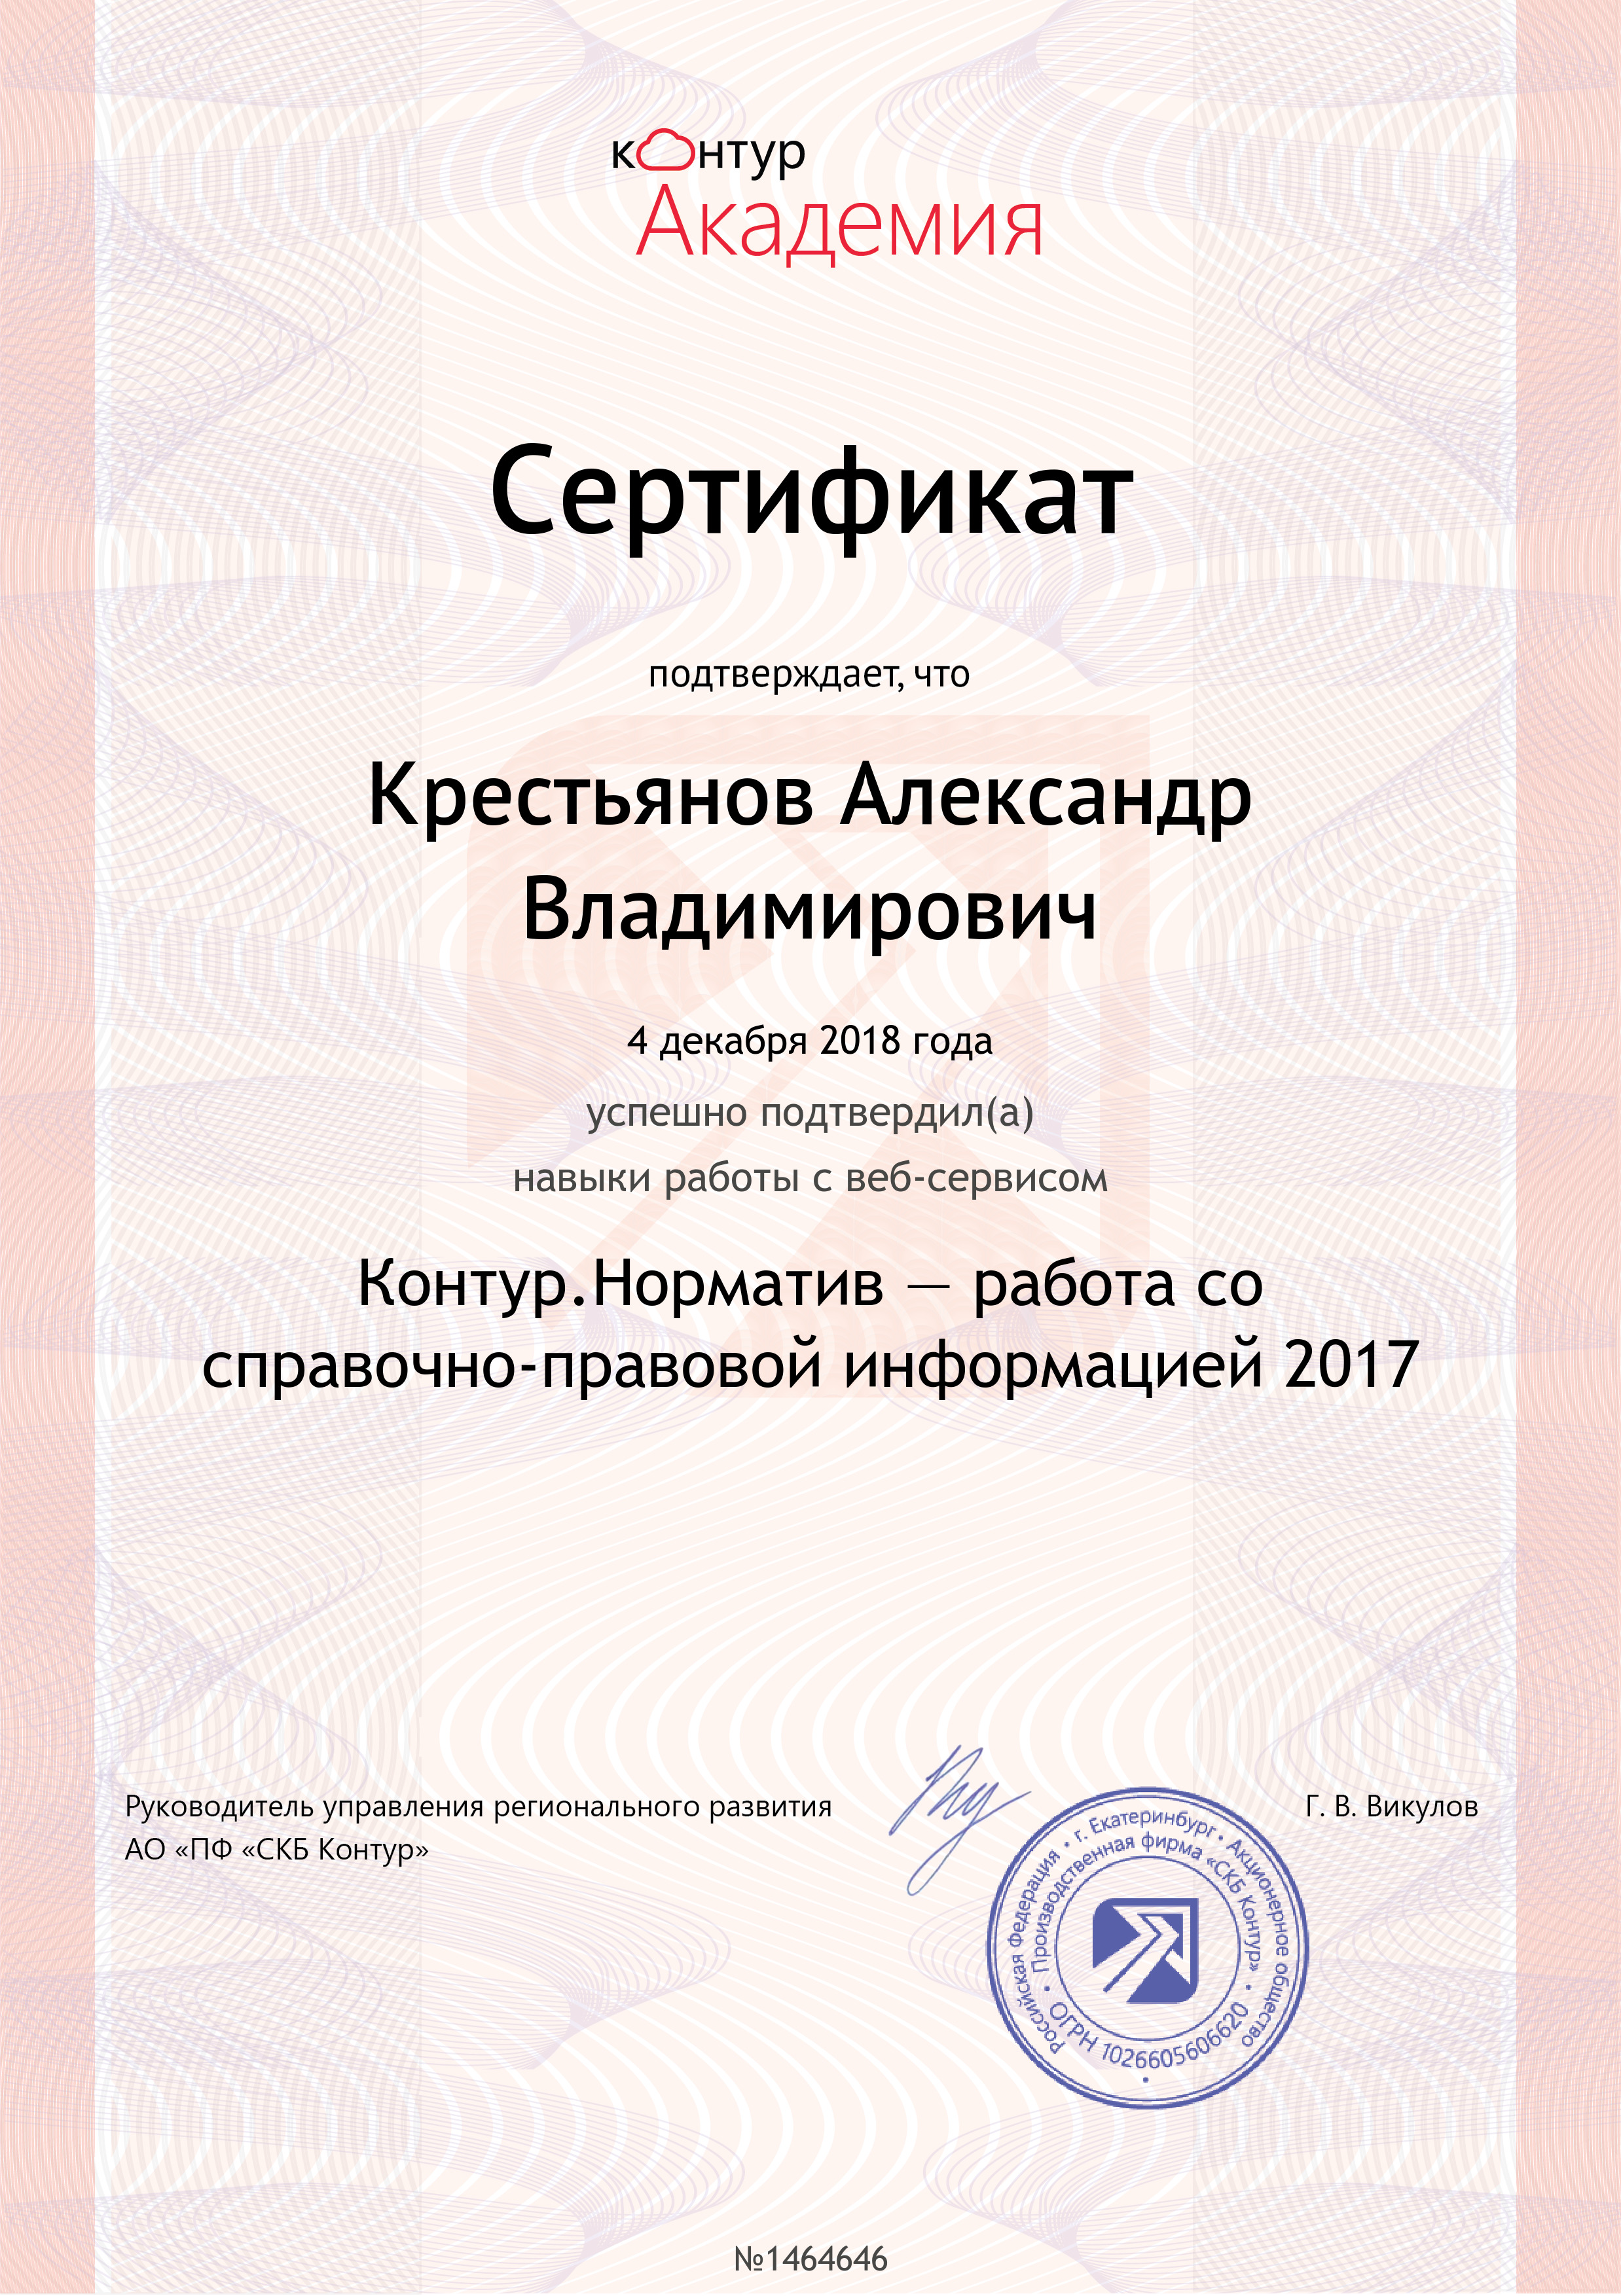 контур
Академия
Сертификат
подтверждает, что
Крестьянов Александр
Владимирович
4 декабря 2018 года
успешно подтвердил(а)
навыки работы с веб-сервисом
Контур.Норматив — работа со
справочно-правовой информацией 2017
Руководитель управления регионального развития
АО «ПФ «СКБ Контур»
Г. В. Викулов
Российская Федерация • г. Екатеринбург • Акционерное общество
• Производственная фирма «СКБ Контур» •
ОГРН 1026605606620
№1464646